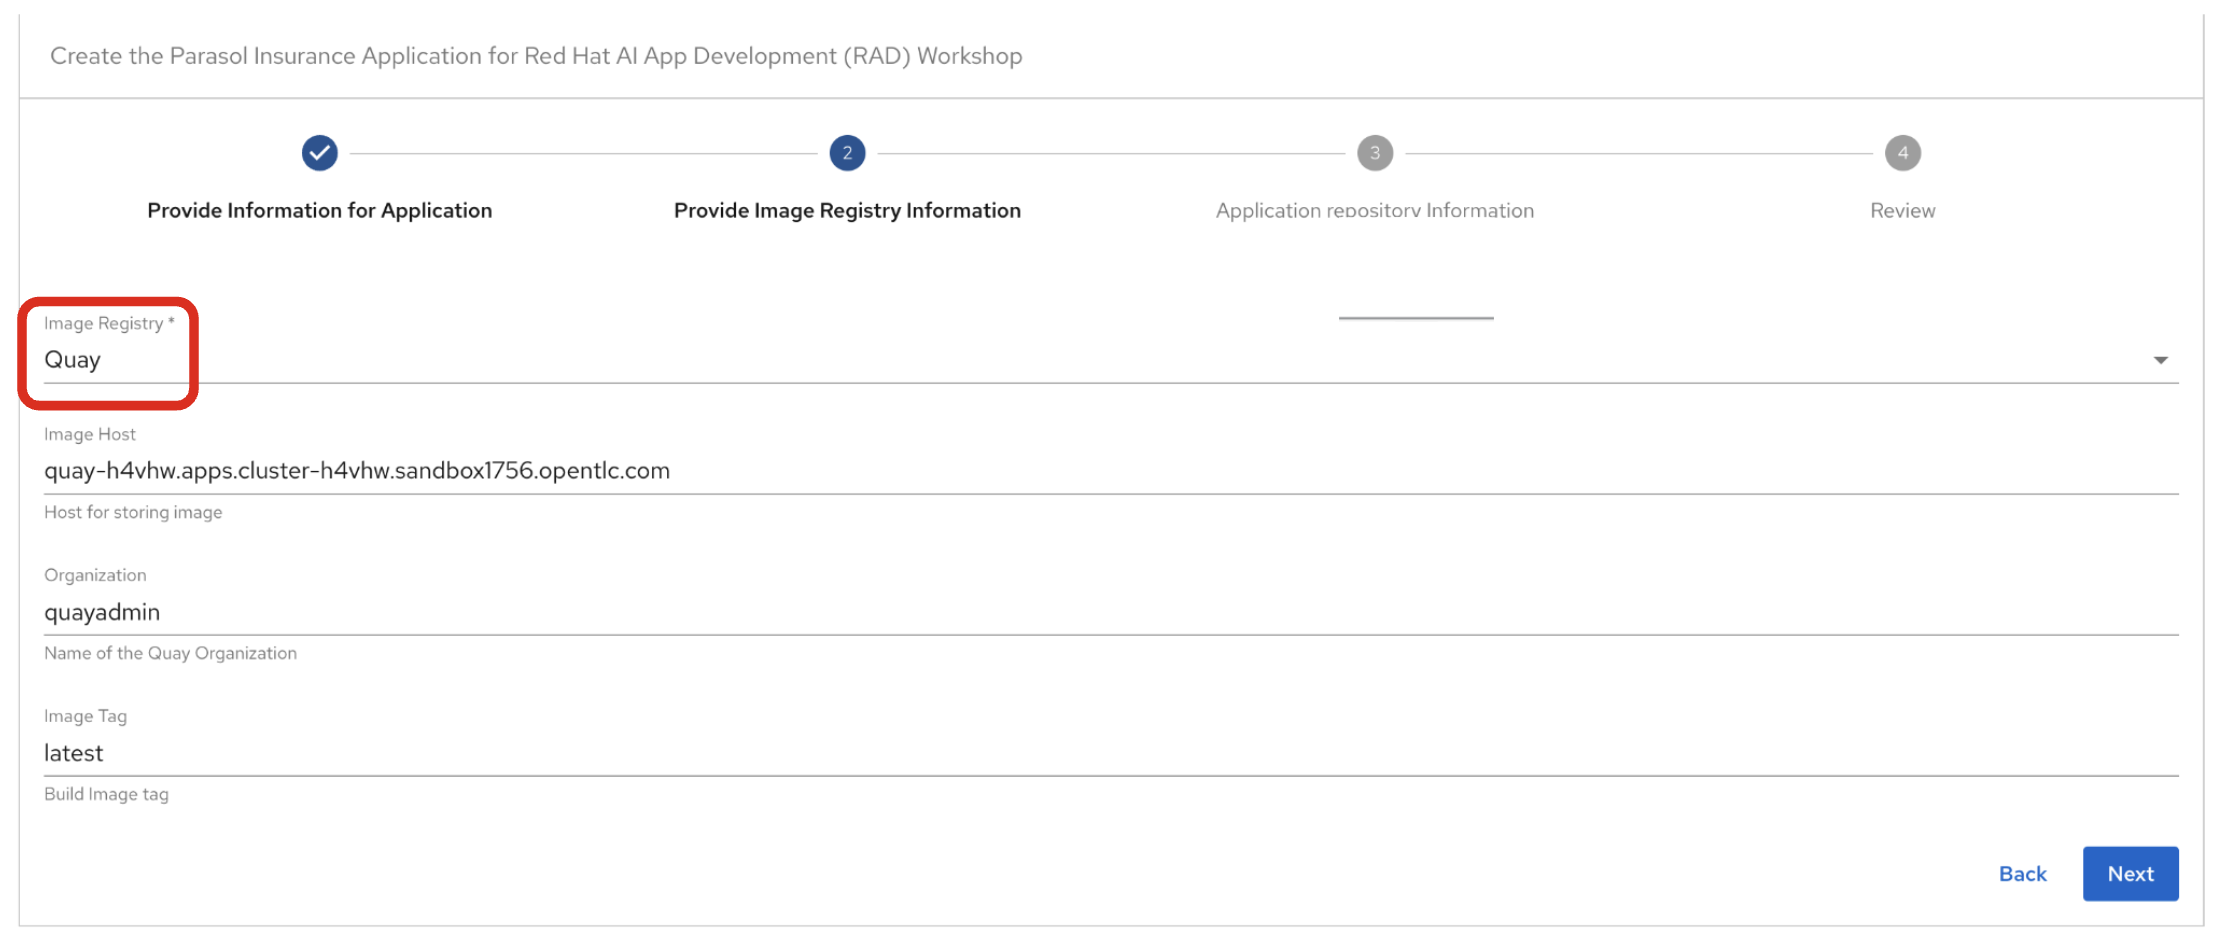 Create the Parasol Insurance Application for Red Hat AI App Development (RAD) Workshop
2
3
4
Provide Information for Application
Provide Image Registry Information
Application repository Information
Review
Image Registry *
Quay
Image Host
quay-h4vhw.apps.cluster-h4vhw.sandbox1756.opentlc.com
Host for storing image
Organization
quayadmin
Name of the Quay Organization
Image Tag
latest
Build Image tag
Back
Next